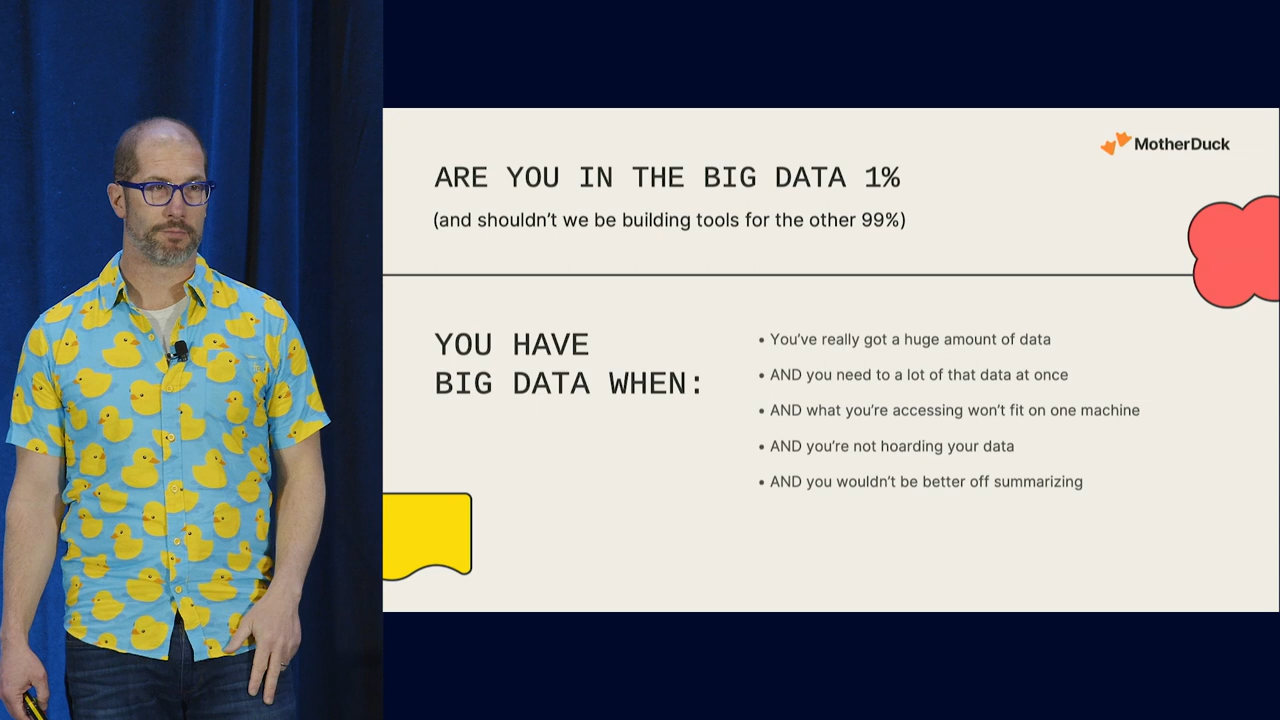 MotherDuck
ARE YOU IN THE BIG DATA 1%
(and shouldn’t we be building tools for the other 99%)
YOU HAVE
BIG DATA WHEN:
• You’ve really got a huge amount of data
• AND you need to a lot of that data at once
• AND what you’re accessing won’t fit on one machine
• AND you’re not hoarding your data
• AND you wouldn’t be better off summarizing